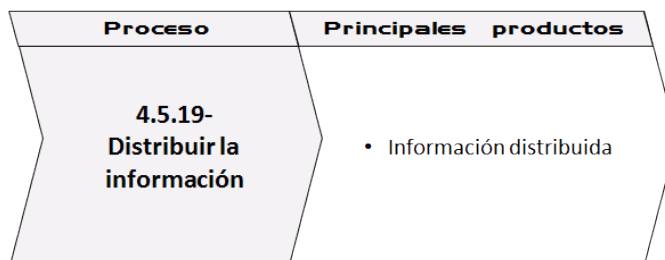 Proceso
Principales productos
4.5.19-
Distribuir la
información
• Información distribuida